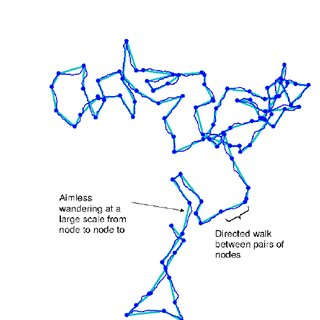 Aimless
wandering at a
large scale from
node to node to
Directed walk
between pairs of
nodes